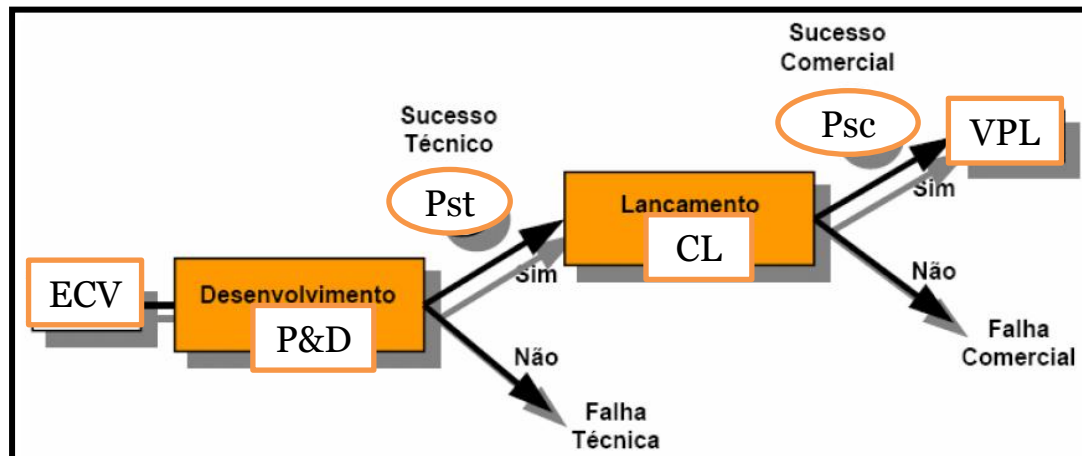 Sucesso
Comercial
Psc
VPL
Sucesso
Técnico
Pst
Sim
Lancamento
CL
Sim
ECV
Desenvolvimento
P&D
Não
Falha
Comercial
Não
Falha
Técnica